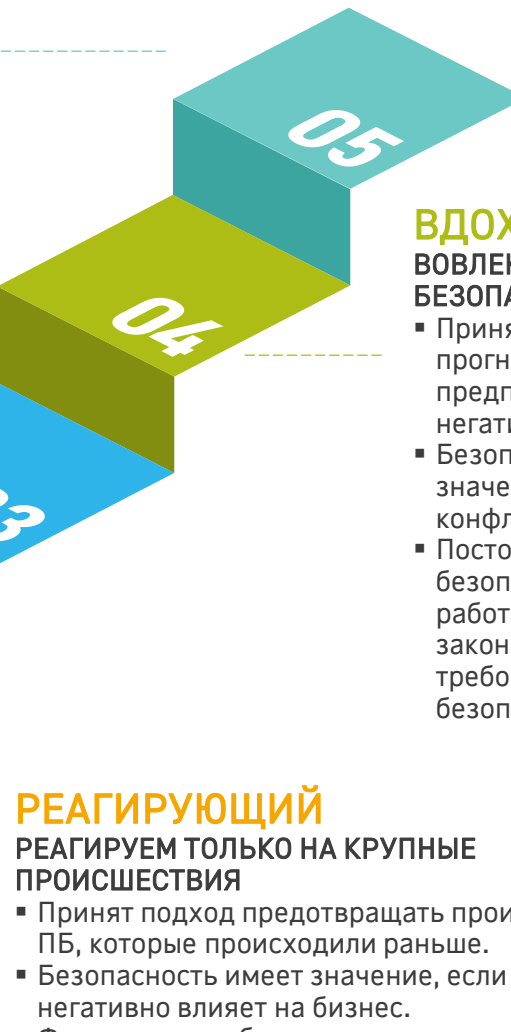 05
04
ВДОХ
ВОВЛЕ
БЕЗОПА
▪ Приня
прогн
предп
негати
▪ Безоп
значе
конфл
▪ Посто
безоп
работ
закон
требо
безоп
РЕАГИРУЮЩИЙ
РЕАГИРУЕМ ТОЛЬКО НА КРУПНЫЕ
ПРОИСШЕСТВИЯ
▪ Принят подход предотвращать прои
ПБ, которые происходили раньше.
▪ Безопасность имеет значение, если
негативно влияет на бизнес.